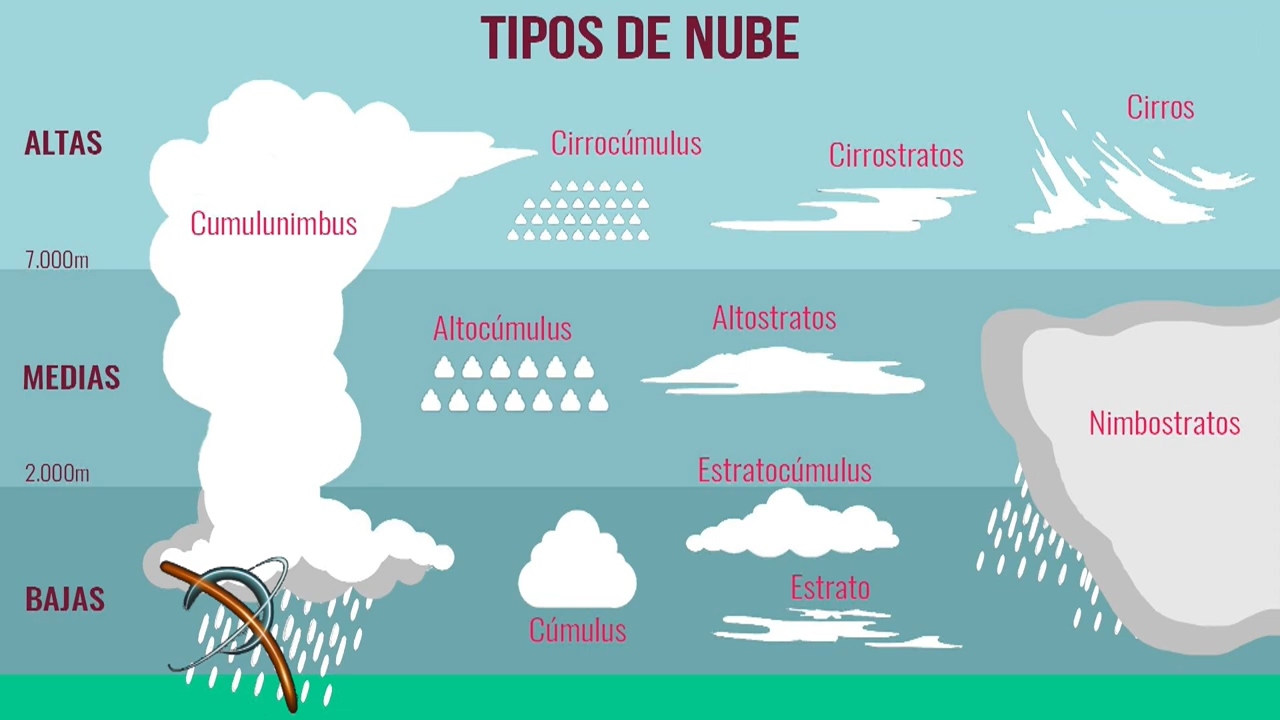 TIPOS DE NUBE
ALTAS
Cirrocúmulus
Cirrostratos
Cirros
Cumulunimbus
7.000m
MEDIAS
Altocúmulus
Altostratos
Nimbostratos
2.000m
Estratocúmulus
BAJAS
Cúmulus
Estrato